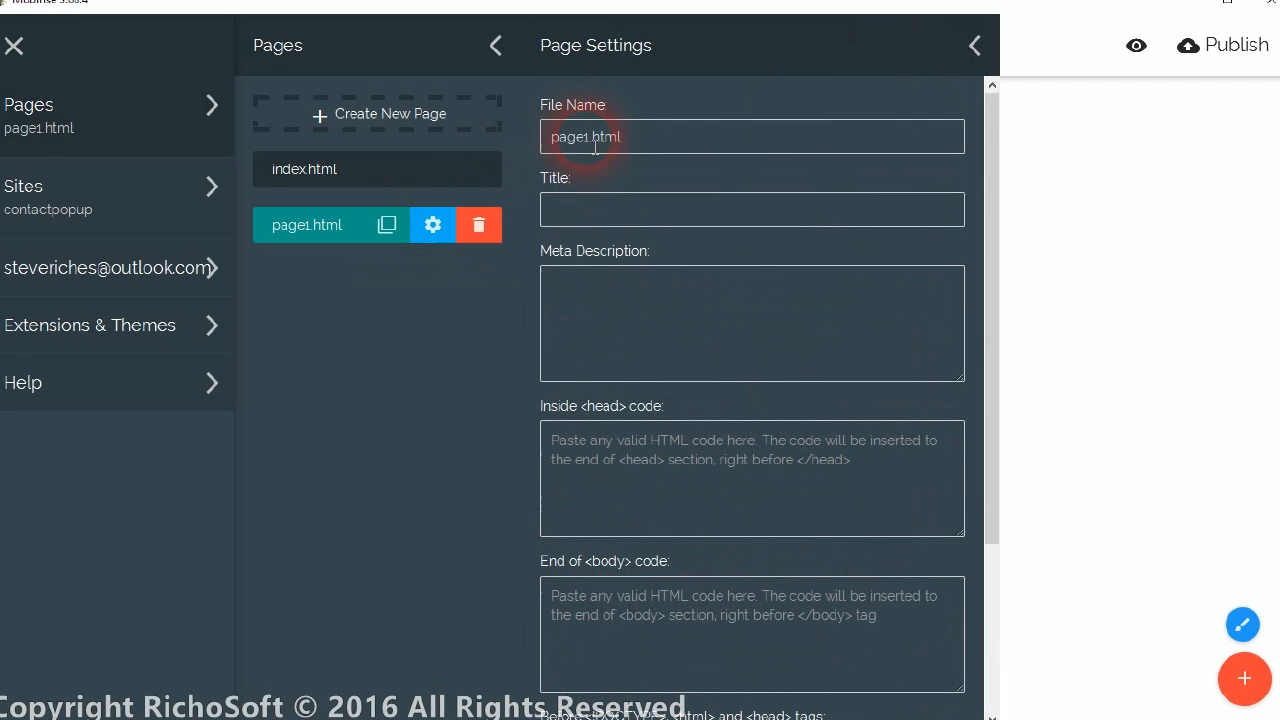 Pages
page1.html
Sites
contactpopup
steveriches@outlook.com
Extensions & Themes
Help
Pages
Create New Page
index.html
page1.html
Page Settings
File Name:
page1.html
Title:
Meta Description:
Inside <head> code:
Paste any valid HTML code here. The code will be inserted to
the end of <head> section, right before </head>
End of <body> code:
Paste any valid HTML code here. The code will be inserted to
the end of <body> section, right before </body> tag
<html> and <head> tags:
Publish
Copyright RichoSoft © 2016 All Rights Reserved